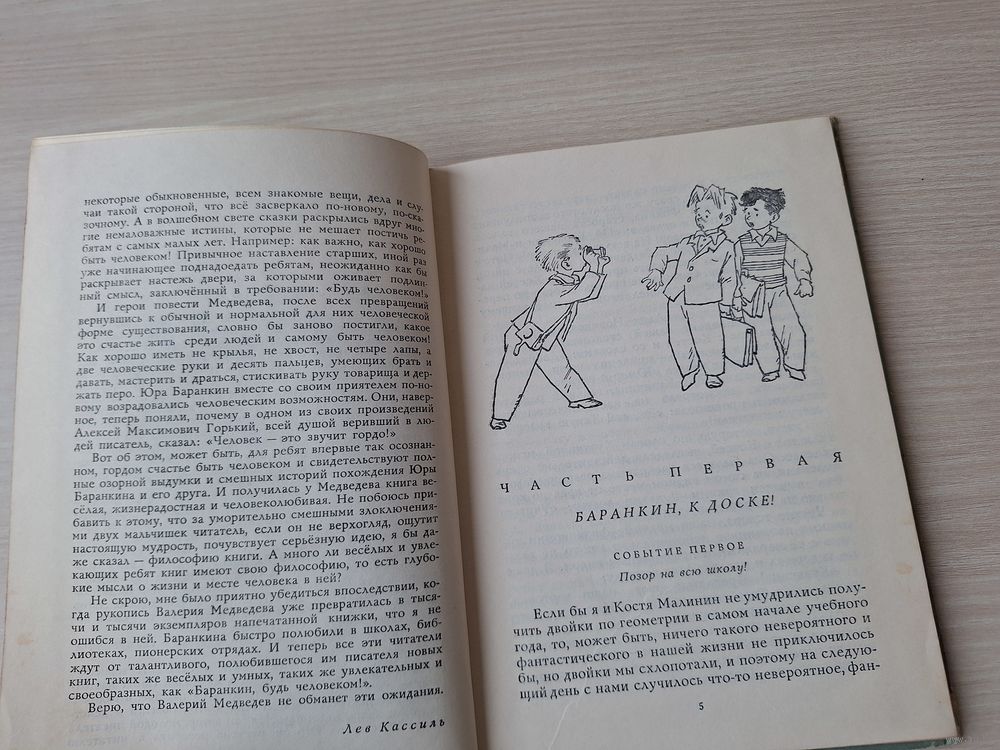 некоторые обыкновенные, всем знакомые вещи, дела и слу-
чаи такой стороной, что всё засверкало по-новому, по-ска-
зочному. А в волшебном свете сказки раскрылись вдруг мно-
гие немаловажные истины, которые не мешает постичь ре-
бятам с самых малых лет. Например: как важно, как хорошо
быть человеком! Привычное наставление старших, иной раз
уже начинающее поднадоедать ребятам, неожиданно как бы
раскрывает настежь двери, за которыми оживает подлин-
ный смысл, заключённый в требовании: «Будь человеком!»
И герои повести Медведева, после всех превращений
вернувшись к обычной и нормальной для них человеческой
форме существования, словно бы заново постигли, какое
это счастье жить среди людей и самому быть человеком!
Как хорошо иметь не крылья, не хвост, не четыре лапы, а
две человеческие руки и десять пальцев, умеющих брать и
давать, мастерить и драться, стискивать руку товарища и дер-
жать перо. Юра Баранкин вместе со своим приятелем по-но-
вому возрадовались человеческим возможностям. Они, навер-
ное, теперь поняли, почему в одном из своих произведений
Алексей Максимович Горький, всей душой веривший в лю-
дей писатель, сказал: «Человек — это звучит гордо!»
Вот об этом, может быть, для ребят впервые так осознан-
ном, гордом счастье быть человеком и свидетельствуют пол-
ные озорной выдумки и смешных историй похождения Юры
Баранкина и его друга. И получилась у Медведева книга ве-
сёлая, жизнерадостная и человеколюбивая. Не побоюсь при-
бавить к этому, что за уморительно смешными злоключения-
ми двух мальчишек читатель, если он не верхогляд, ощутит
настоящую мудрость, почувствует серьёзную идею, я бы да-
же сказал — философию книги. А много ли весёлых и увле-
кающих ребят книг имеют свою философию, то есть глубо-
кие мысли о жизни и месте человека в ней?
Не скрою, мне было приятно убедиться впоследствии, ко-
гда рукопись Валерия Медведева уже превратилась в тыся-
чи и тысячи экземпляров напечатанной книжки, что я не
ошибся в ней. Баранкина быстро полюбили в школах, биб-
лиотеках, пионерских отрядах. И теперь все эти читатели
ждут от талантливого, полюбившегося им писателя новых
книг, таких же весёлых и умных, таких же увлекательных и
своеобразных, как «Баранкин, будь человеком!».
Верю, что Валерий Медведев не обманет эти ожидания.
Лев Кассиль
ЧАСТЬ ПЕРВАЯ
БАРАНКИН, К ДОСКЕ!
СОБЫТИЕ ПЕРВОЕ
Позор на всю школу!
Если бы я и Костя Малинин не умудрились полу-
чить двойки по геометрии в самом начале учебного
года, то, может быть, ничего такого невероятного и
фантастического в нашей жизни не приключилось
бы, но двойки мы схлопотали, и поэтому на следую-
щий день с нами случилось что-то невероятное, фан-
5